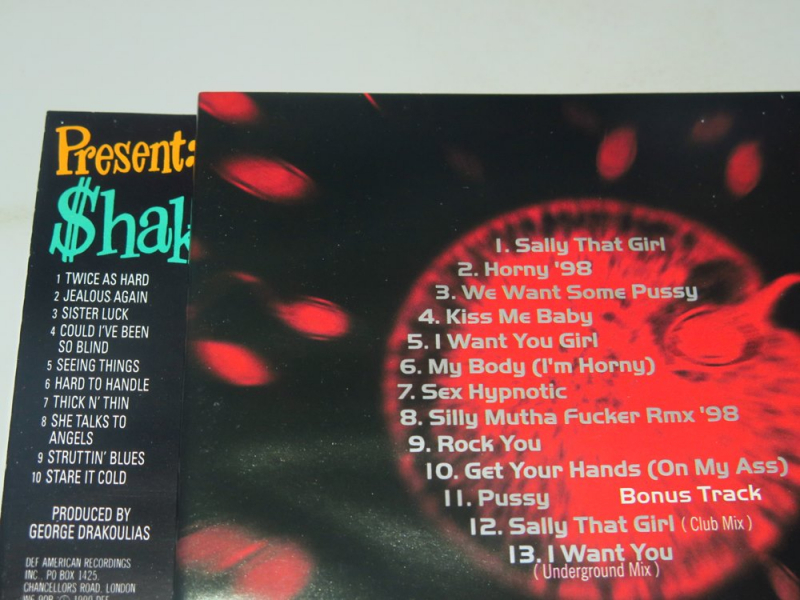 Present
$hak
1 TWICE AS HARD
2 JEALOUS AGAIN
3 SISTER LUCK
4 COULD I'VE BEEN
SO BLIND
5 SEEING THINGS
6 HARD TO HANDLE
7 THICK N' THIN
8 SHE TALKS TO
ANGELS
9 STRUTTIN' BLUES
10 STARE IT COLD
PRODUCED BY
GEORGE DRAKOULIAS
DEF AMERICAN RECORDINGS
INC., PO BOX 1425,
CHANCELLORS ROAD, LONDON
1. Sally That Girl
2. Horny '98
3. We Want Some Pussy
4. Kiss Me Baby
5. I Want You Girl
6. My Body (I'm Horny)
7. Sex Hypnotic
8. Silly Mutha Fucker Rmx '98
9. Rock You
10. Get Your Hands (On My Ass)
11. Pussy Bonus Track
12. Sally That Girl (Club Mix)
13. I Want You
(Underground Mix)